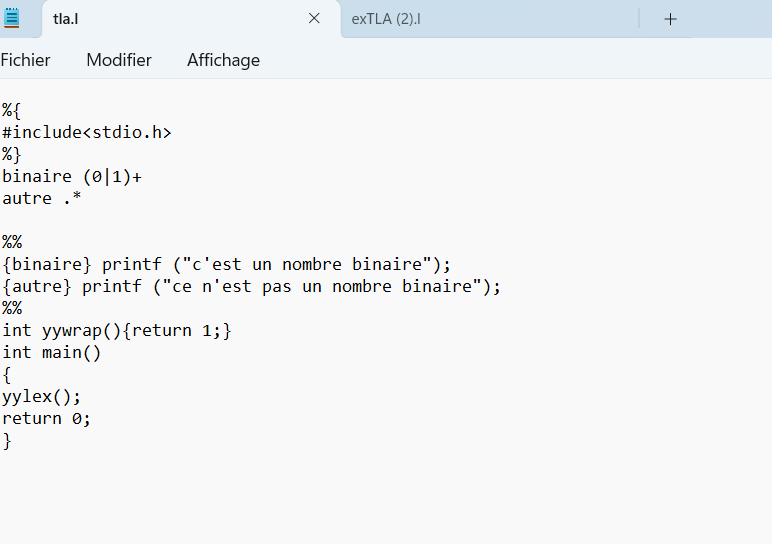 tla.l
exTLA (2).l
Fichier Modifier Affichage
%{
#include<stdio.h>
%}
binaire (0|1)+
autre .*
%%
{binaire} printf ("c'est un nombre binaire");
{autre} printf ("ce n'est pas un nombre binaire");
%%
int yywrap(){return 1;}
int main()
{
yylex();
return 0;
}